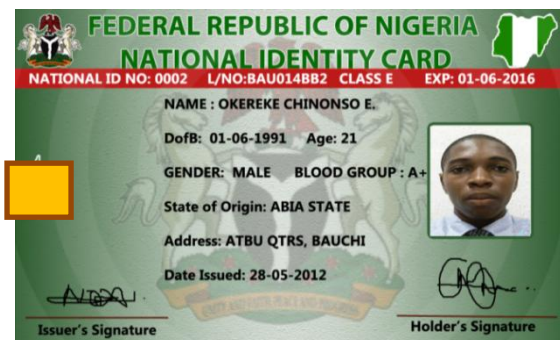 FEDERAL REPUBLIC OF NIGERIA
NATIONAL IDENTITY CARD
NATIONAL ID NO: 0002 L/NO:BAU014BB2 CLASS E EXP: 01-06-2016
NAME : OKEREKE CHINONSO E.
DofB: 01-06-1991 Age: 21
GENDER: MALE BLOOD GROUP : A+
State of Origin: ABIA STATE
Address: ATBU QTRS, BAUCHI
Date Issued: 28-05-2012
Issuer's Signature
Holder's Signature